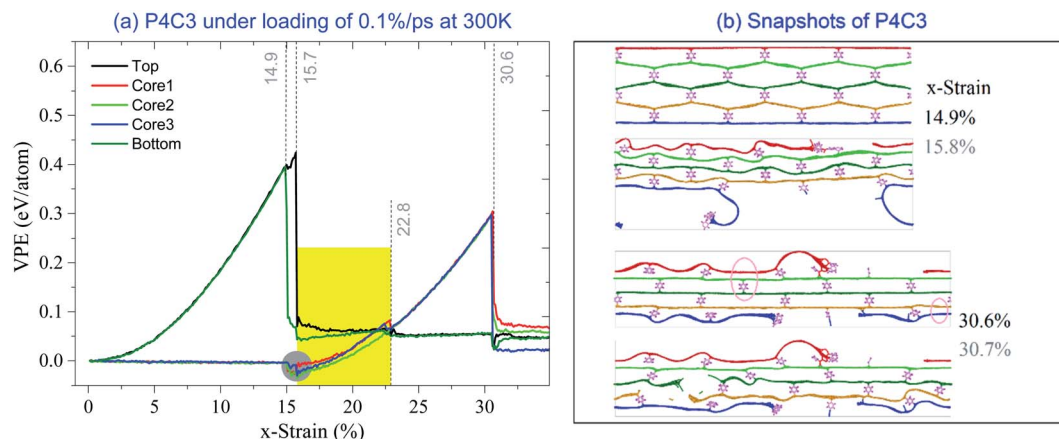 (a) P4C3 under loading of 0.1%/ps at 300K
(b) Snapshots of P4C3
VPE (eV/atom)
0.6
0.5
0.4
0.3
0.2
0.1
0.0
Top
Core1
Core2
Core3
Bottom
14.9
15.7
22.8
30.6
0
5
10
15
20
25
30
x-Strain (%)
x-Strain
14.9%
15.8%
30.6%
30.7%